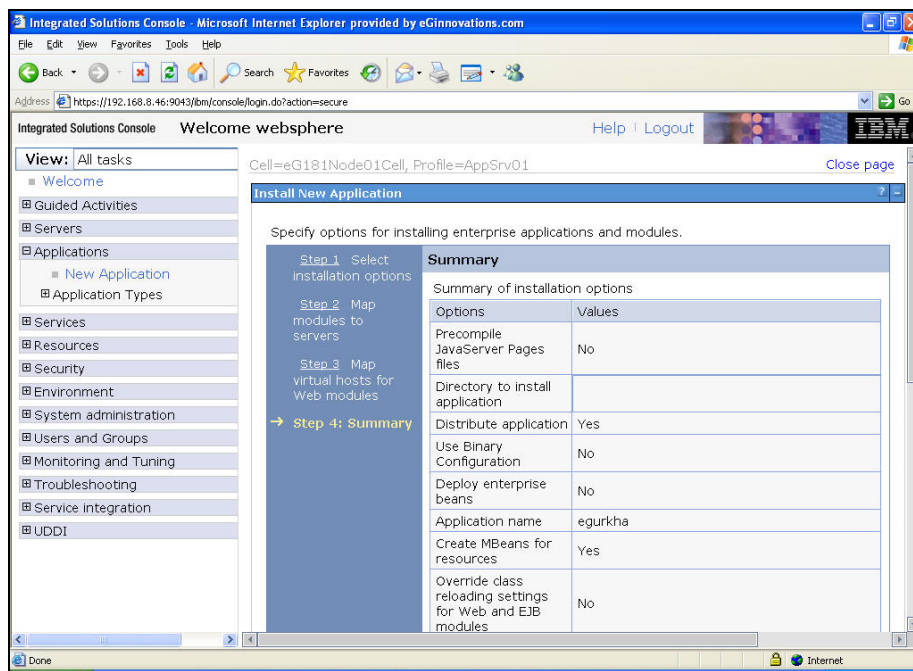 Integrated Solutions Console - Microsoft Internet Explorer provided by eGinnovations.com
File Edit View Favorites Tools Help
Back Search Favorites
Address https://192.168.8.46:9043/ibm/console/login.do?action=secure Go
Integrated Solutions Console Welcome websphere Help Logout IBM
View: All tasks
Welcome
Guided Activities
Servers
Applications
New Application
Application Types
Services
Resources
Security
Environment
System administration
Users and Groups
Monitoring and Tuning
Troubleshooting
Service integration
UDDI
Cell=eG181Node01Cell, Profile=AppSrv01 Close page
Install New Application ? -
Specify options for installing enterprise applications and modules.
Step 1 Select
installation options
Step 2 Map
modules to
servers
Step 3 Map
virtual hosts for
Web modules
Step 4: Summary
Summary
Summary of installation options
Options Values
Precompile
JavaServer Pages
files
No
Directory to install
application
Distribute application Yes
Use Binary
Configuration
No
Deploy enterprise
beans
No
Application name egurkha
Create MBeans for
resources
Yes
Override class
reloading settings
for Web and EJB
modules
No
Done Internet